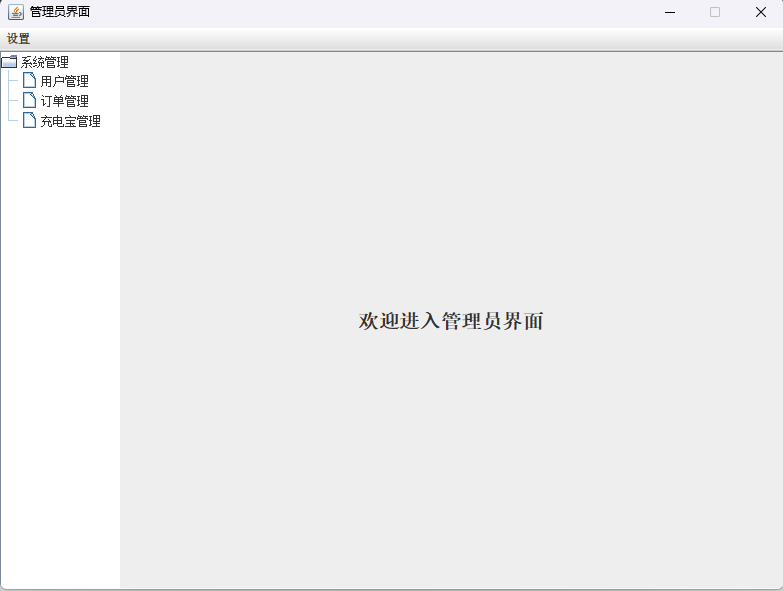 管理员界面
设置
系统管理
用户管理
订单管理
充电宝管理
欢迎进入管理员界面